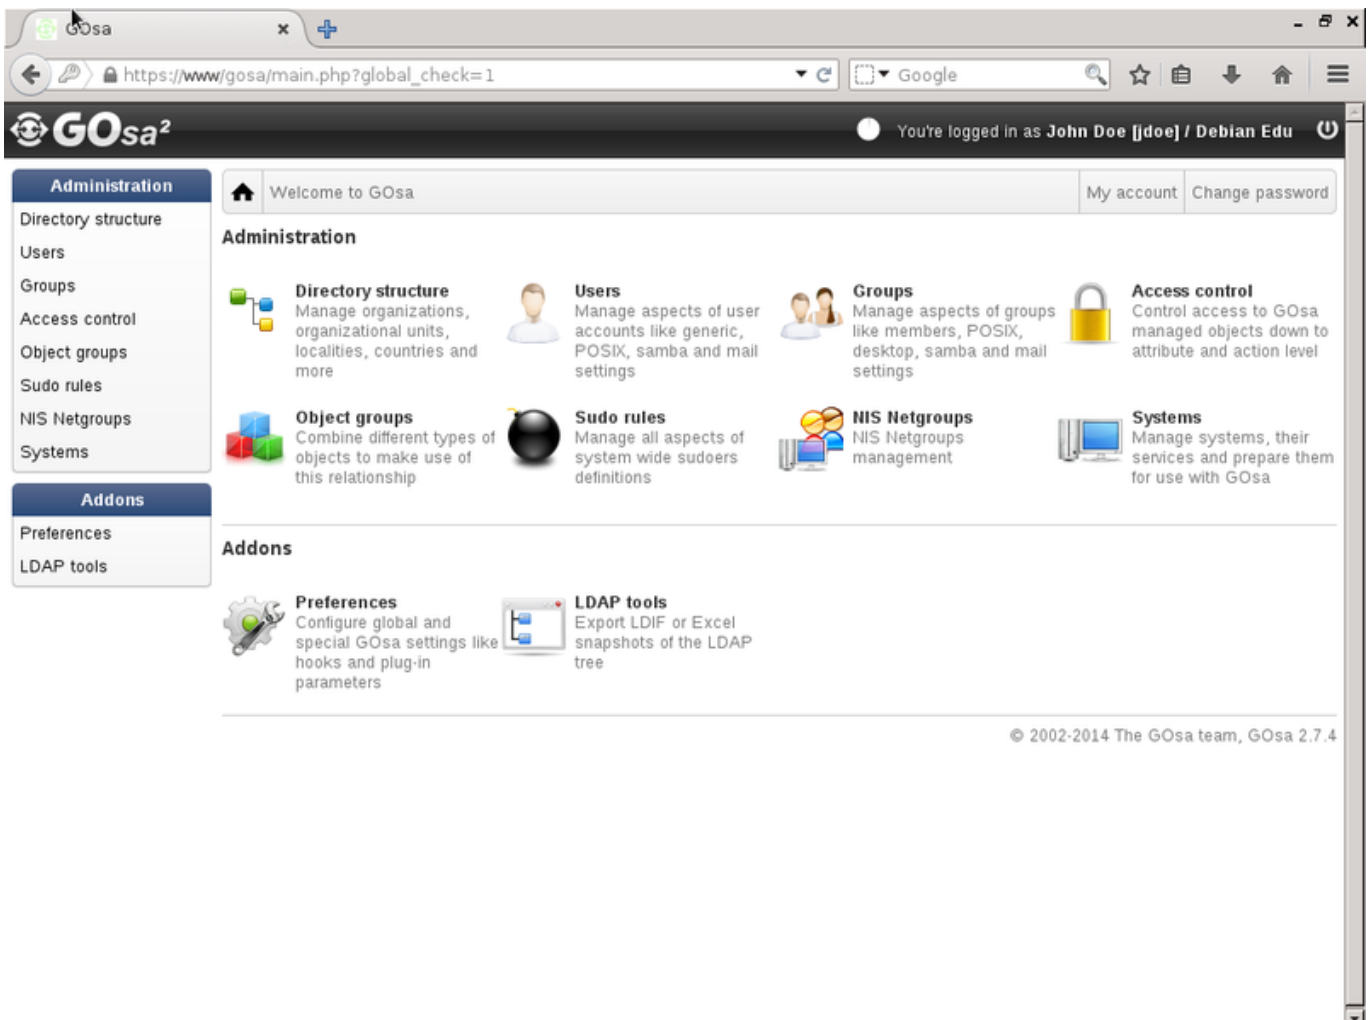 GOsa
https://www/gosa/main.php?global_check=1
Google
GOsa²
You're logged in as John Doe [jdoe] / Debian Edu
Administration
Directory structure
Users
Groups
Access control
Object groups
Sudo rules
NIS Netgroups
Systems
Addons
Preferences
LDAP tools
Welcome to GOsa
My account
Change password
Administration
Directory structure
Manage organizations,
organizational units,
localities, countries and
more
Users
Manage aspects of user
accounts like generic,
POSIX, samba and mail
settings
Groups
Manage aspects of groups
like members, POSIX,
desktop, samba and mail
settings
Access control
Control access to GOsa
managed objects down to
attribute and action level
Object groups
Combine different types of
objects to make use of
this relationship
Sudo rules
Manage all aspects of
system wide sudoers
definitions
NIS Netgroups
NIS Netgroups
management
Systems
Manage systems, their
services and prepare them
for use with GOsa
Addons
Preferences
Configure global and
special GOsa settings like
hooks and plug-in
parameters
LDAP tools
Export LDIF or Excel
snapshots of the LDAP
tree
© 2002-2014 The GOsa team, GOsa 2.7.4